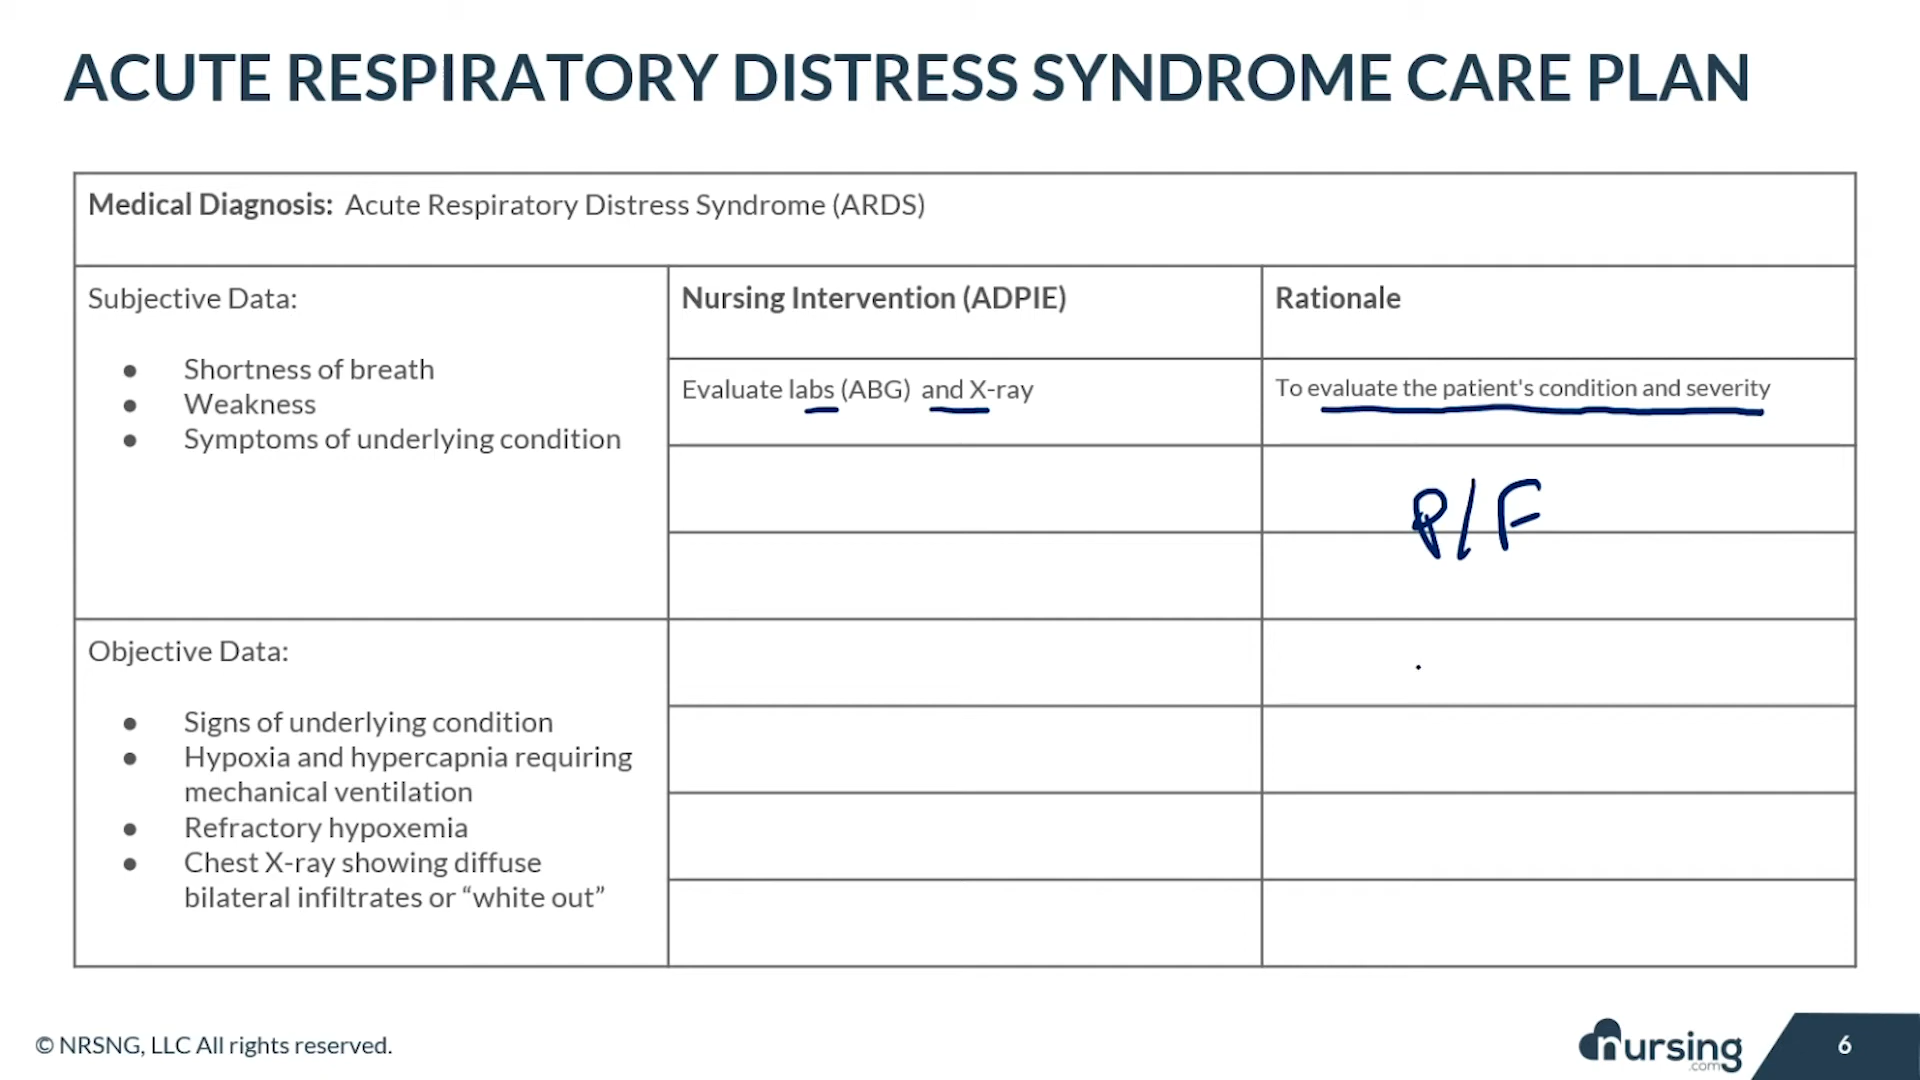 ACUTE RESPIRATORY DISTRESS SYNDROME CARE PLAN
Medical Diagnosis: Acute Respiratory Distress Syndrome (ARDS)
Subjective Data:
● Shortness of breath
● Weakness
● Symptoms of underlying condition
Nursing Intervention (ADPIE)
Rationale
Evaluate labs (ABG) and X-ray
To evaluate the patient's condition and severity
P/F
Objective Data:
● Signs of underlying condition
● Hypoxia and hypercapnia requiring
mechanical ventilation
● Refractory hypoxemia
● Chest X-ray showing diffuse
bilateral infiltrates or “white out”
© NRSNG, LLC All rights reserved.
nursing
.com
6